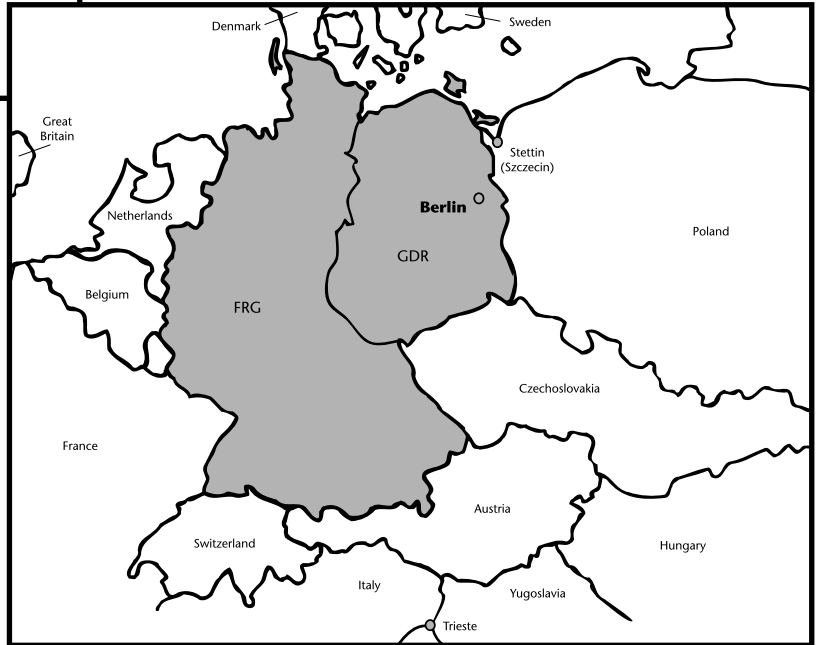 Denmark
Sweden
Great
Britain
Stettin
(Szczecin)
Netherlands
Berlin
Poland
GDR
Belgium
FRG
Czechoslovakia
France
Austria
Switzerland
Hungary
Italy
Yugoslavia
Trieste